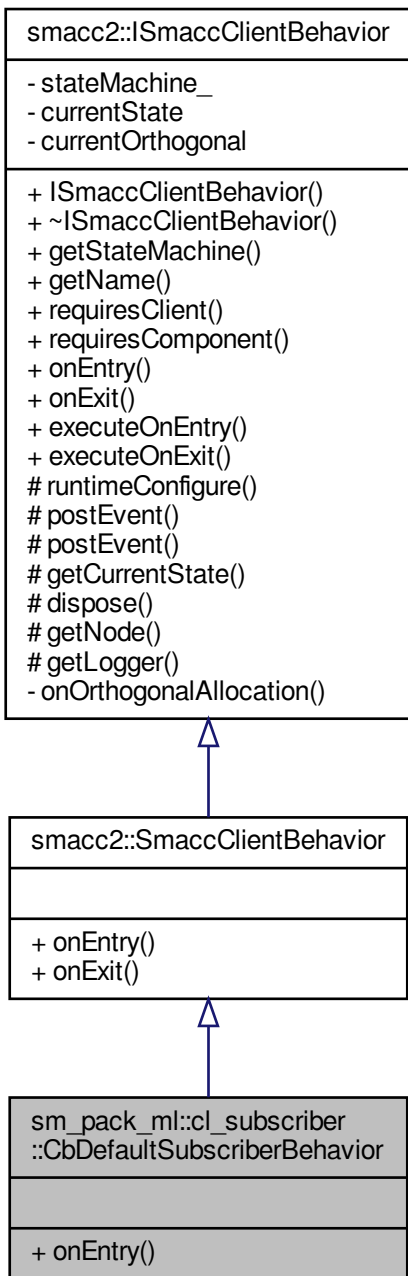 smacc2::ISmaccClientBehavior
- stateMachine_
- currentState
- currentOrthogonal
+ ISmaccClientBehavior()
+ ~ISmaccClientBehavior()
+ getStateMachine()
+ getName()
+ requiresClient()
+ requiresComponent()
+ onEntry()
+ onExit()
+ executeOnEntry()
+ executeOnExit()
# runtimeConfigure()
# postEvent()
# postEvent()
# getCurrentState()
# dispose()
# getNode()
# getLogger()
- onOrthogonalAllocation()
smacc2::SmaccClientBehavior
+ onEntry()
+ onExit()
sm_pack_ml::cl_subscriber
::CbDefaultSubscriberBehavior
+ onEntry()